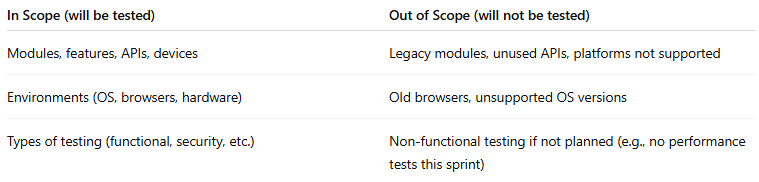 In Scope (will be tested) Out of Scope (will not be tested)
Modules, features, APIs, devices Legacy modules, unused APIs, platforms not supported
Environments (OS, browsers, hardware) Old browsers, unsupported OS versions
Types of testing (functional, security, etc.) Non-functional testing if not planned (e.g., no performance
tests this sprint)